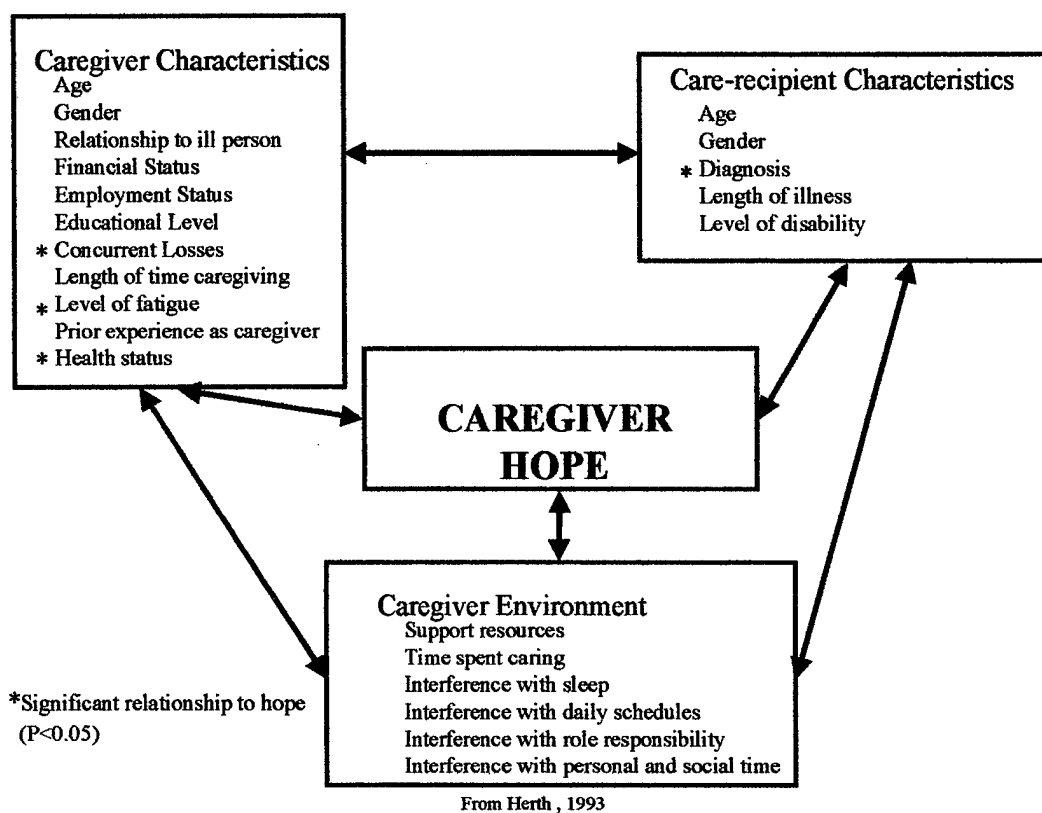 Caregiver Characteristics
Age
Gender
Relationship to ill person
Financial Status
Employment Status
Educational Level
* Concurrent Losses
Length of time caregiving
* Level of fatigue
Prior experience as caregiver
* Health status
Care-recipient Characteristics
Age
Gender
* Diagnosis
Length of illness
Level of disability
CAREGIVER
HOPE
Caregiver Environment
Support resources
Time spent caring
Interference with sleep
Interference with daily schedules
Interference with role responsibility
Interference with personal and social time
*Significant relationship to hope
(P<0.05)
From Herth , 1993